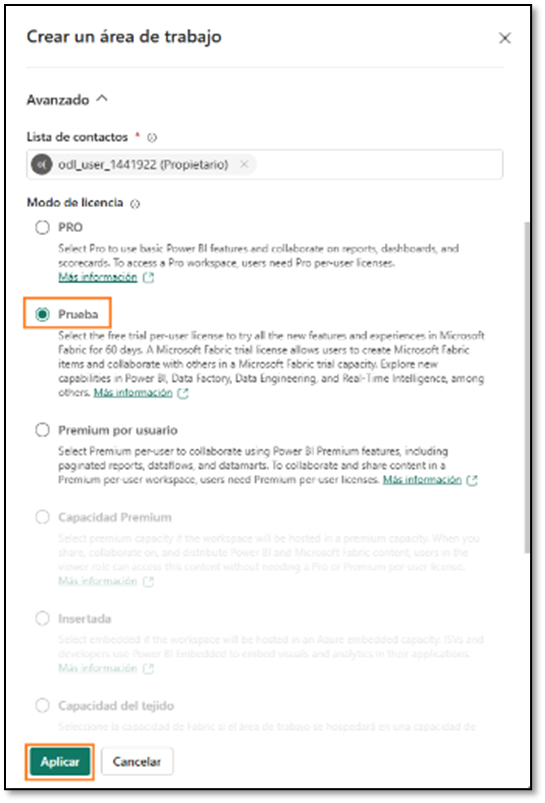 Crear un área de trabajo
Avanzado
Lista de contactos *
odl_user_1441922 (Propietario)
Modo de licencia
PRO
Select Pro to use basic Power BI features and collaborate on reports, dashboards, and
scorecards. To access a Pro workspace, users need Pro per-user licenses.
Más información
Prueba
Select the free trial per-user license to try all the new features and experiences in Microsoft
Fabric for 60 days. A Microsoft Fabric trial license allows users to create Microsoft Fabric
items and collaborate with others in a Microsoft Fabric trial capacity. Explore new
capabilities in Power BI, Data Factory, Data Engineering, and Real-Time Intelligence, among
others. Más información
Premium por usuario
Select Premium per-user to collaborate using Power BI Premium features, including
paginated reports, dataflows, and datamarts. To collaborate and share content in a
Premium per-user workspace, users need Premium per-user licenses. Más información
Capacidad Premium
Select premium capacity if the workspace will be hosted in a premium capacity. When you
share, collaborate on, and distribute Power BI and Microsoft Fabric content, users in the
viewer role can access this content without needing a Pro or Premium per-user license.
Más información
Insertada
Select embedded if the workspace will be hosted in an Azure embedded capacity. ISVs and
developers use Power BI Embedded to embed visuals and analytics in their applications.
Más información
Capacidad del tejido
Seleccione la capacidad de Fabric si el área de trabajo se hospedará en una capacidad de
Aplicar
Cancelar